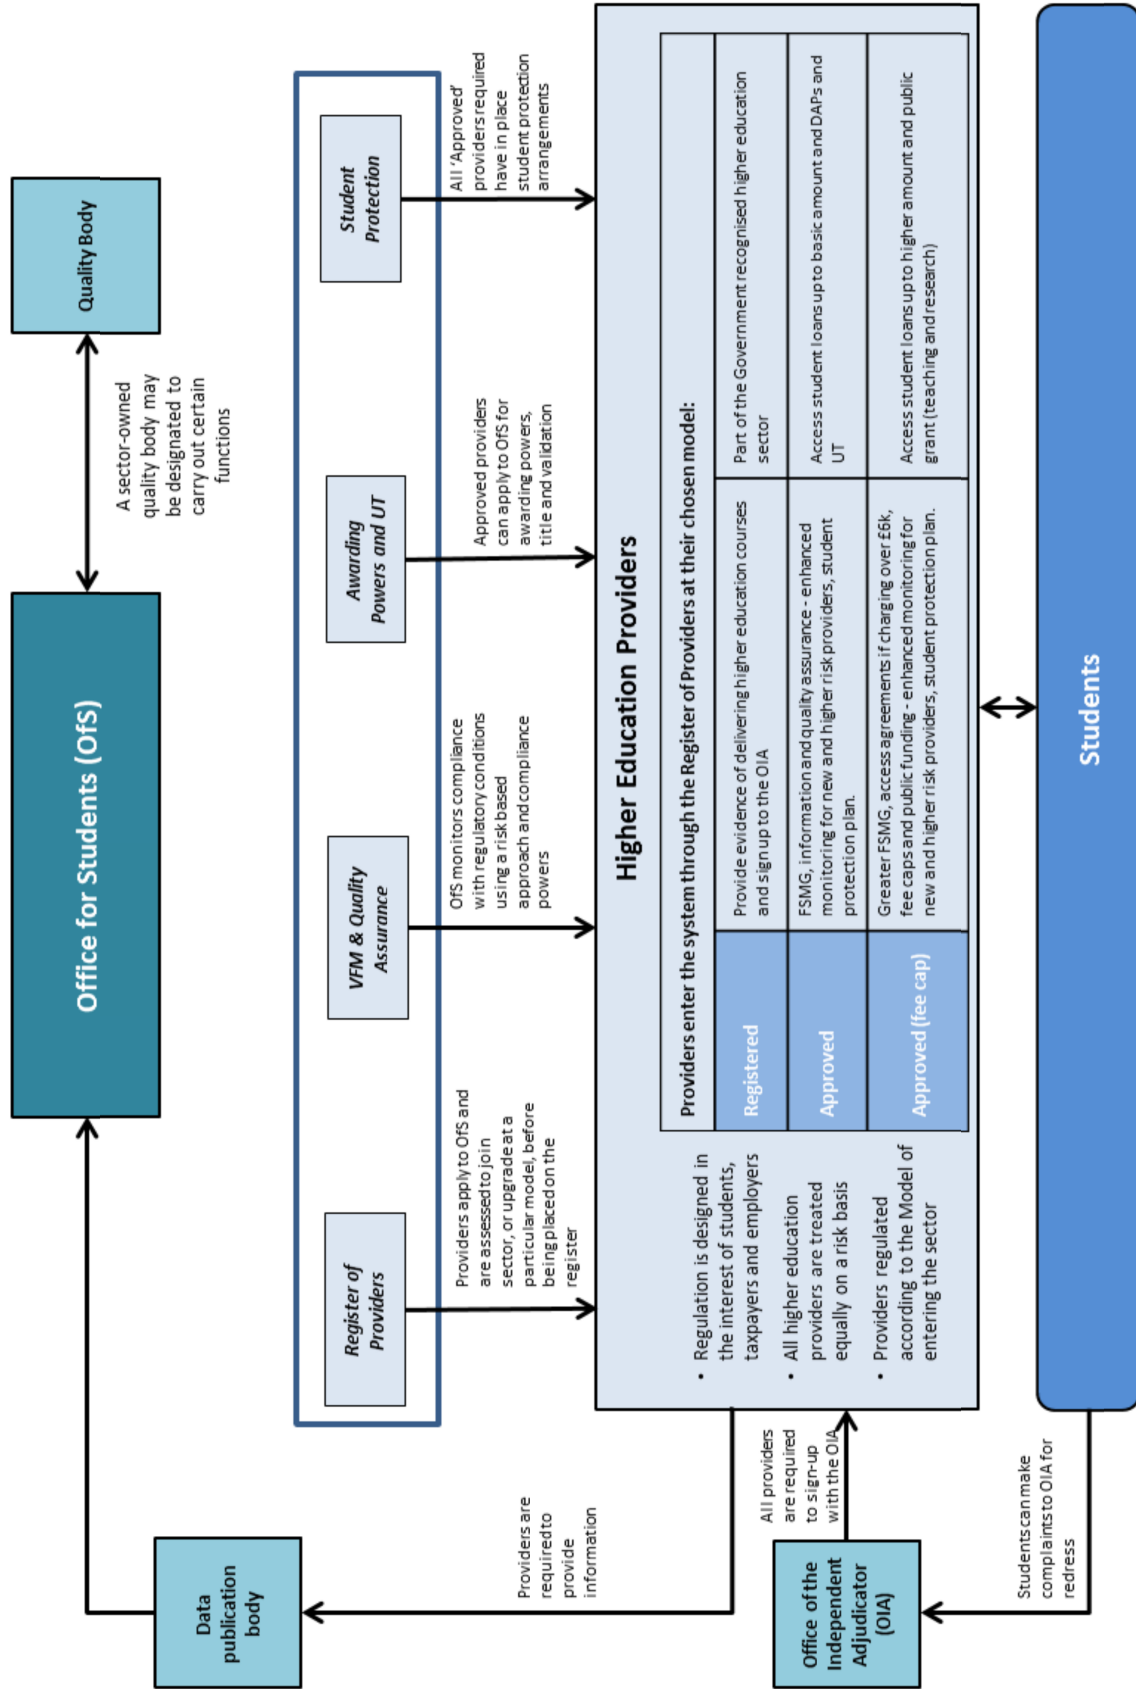 Office for Students (OfS)
Quality Body
A sector-owned
quality body may
be designated to
carry out certain
functions
Data
publication
body
Register of
Providers
VFM & Quality
Assurance
Awarding
Powers and UT
Student
Protection
Providers apply to OfS and
are assessed to join
sector, or upgrade at a
particular model, before
being placed on the
register
OfS monitors compliance
with regulatory conditions
using a risk based
approach and compliance
powers
Approved providers
can apply to OfS for
awarding powers,
title and validation
All 'Approved'
providers required
have in place
student protection
arrangements
Providers are
required to
provide
information
Higher Education Providers
• Regulation is designed in
the interest of students,
taxpayers and employers
• All higher education
providers are treated
equally on a risk basis
• Providers regulated
according to the Model of
entering the sector
Providers enter the system through the Register of Providers at their chosen model:
Registered
Provide evidence of delivering higher education courses
and sign up to the OIA
Part of the Government recognised higher education
sector
Approved
FSMG, information and quality assurance - enhanced
monitoring for new and higher risk providers, student
protection plan.
Access student loans up to basic amount and DAPs and
UT
Approved (fee cap)
Greater FSMG, access agreements if charging over £6k,
fee caps and public funding - enhanced monitoring for
new and higher risk providers, student protection plan.
Access student loans up to higher amount and public
grant (teaching and research)
All providers
are required
to sign-up
with the OIA
Office of the
Independent
Adjudicator
(OIA)
Students can make
complaints to OIA for
redress
Students